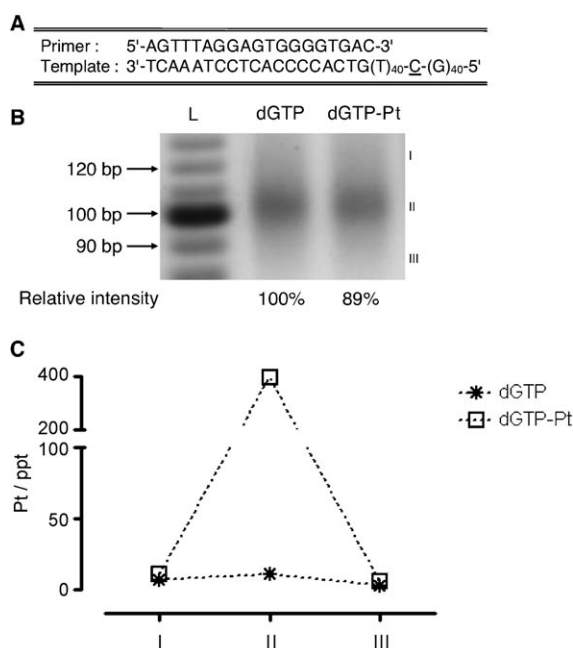 A
Primer : 5'-AGTTTAGGAGTGGGGTGAC-3'
Template : 3'-TCAAATCCTCACCCCACTG(T)₄₀-C-(G)₄₀-5'
B
L dGTP dGTP-Pt
120 bp
I
100 bp
II
90 bp
III
Relative intensity 100% 89%
C
400
200
100
50
0
Pt / ppt
I II III
dGTP
dGTP-Pt